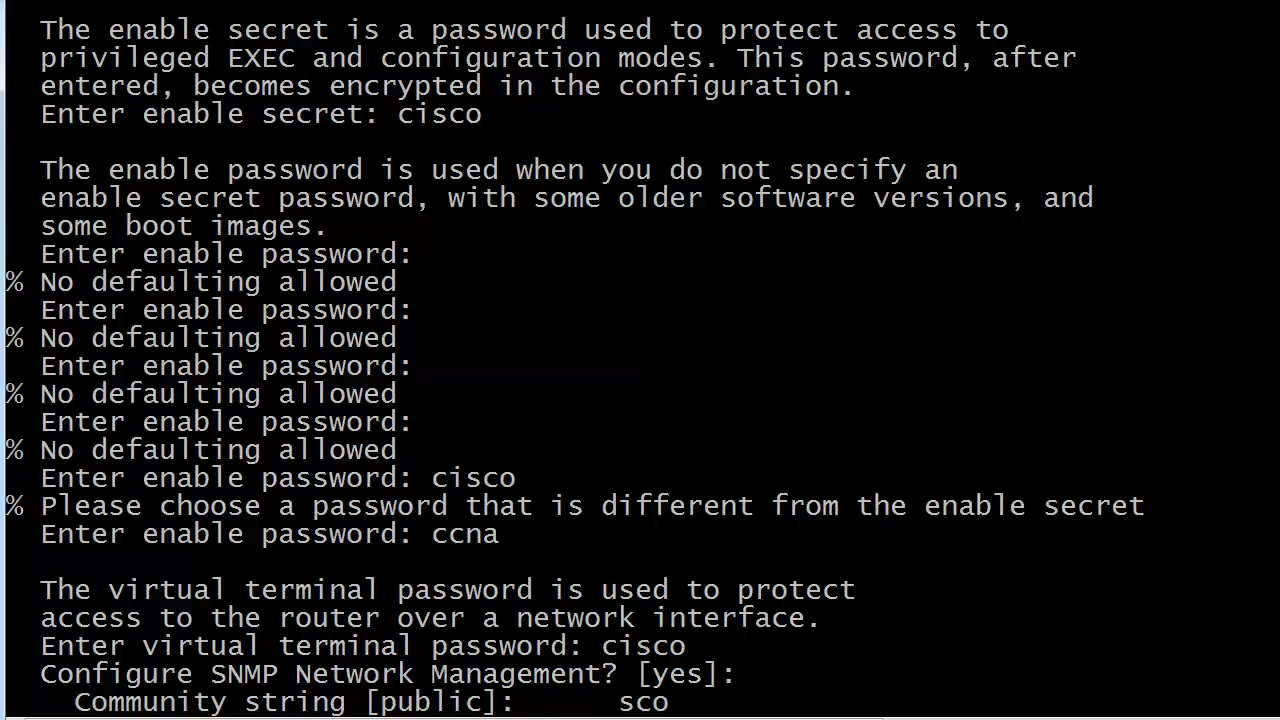 The enable secret is a password used to protect access to
privileged EXEC and configuration modes. This password, after
entered, becomes encrypted in the configuration.
Enter enable secret: cisco
The enable password is used when you do not specify an
enable secret password, with some older software versions, and
some boot images.
Enter enable password:
% No defaulting allowed
Enter enable password:
% No defaulting allowed
Enter enable password:
% No defaulting allowed
Enter enable password:
% No defaulting allowed
Enter enable password: cisco
% Please choose a password that is different from the enable secret
Enter enable password: ccna
The virtual terminal password is used to protect
access to the router over a network interface.
Enter virtual terminal password: cisco
Configure SNMP Network Management? [yes]:
Community string [public]: sco